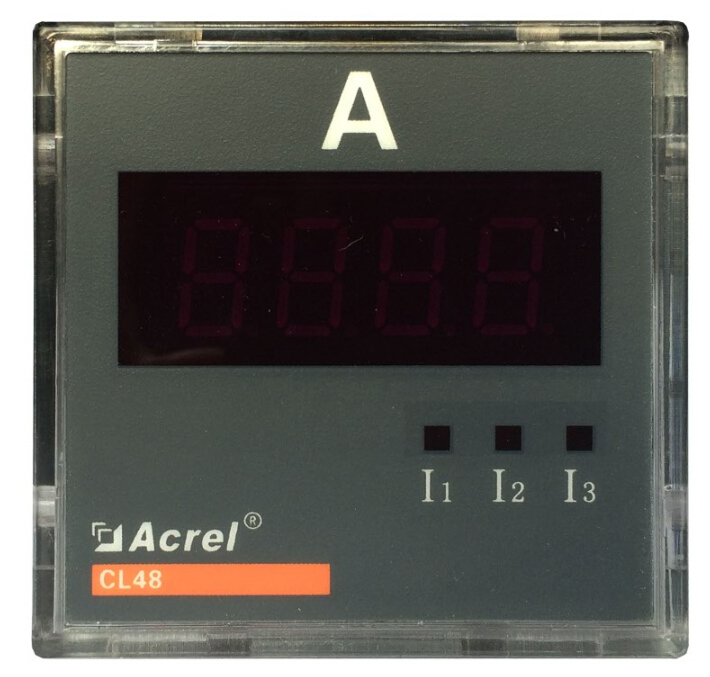 A
I1 I2 I3
Acrel®
CL48